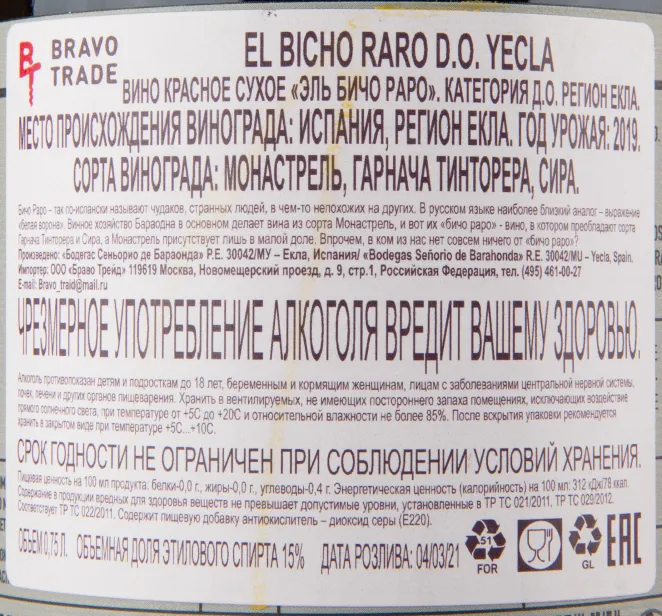 BRAVO
TRADE
EL BICHO RARO D.O. YECLA
ВИНО КРАСНОЕ СУХОЕ «ЭЛЬ БИЧО РАРО». КАТЕГОРИЯ Д.О. РЕГИОН ЕКЛА.
МЕСТО ПРОИСХОЖДЕНИЯ ВИНОГРАДА: ИСПАНИЯ, РЕГИОН ЕКЛА. ГОД УРОЖАЯ: 2019.
СОРТА ВИНОГРАДА: МОНАСТРЕЛЬ, ГАРНАЧА ТИНТОРЕРА, СИРА.
Бичо Раро – так по-испански называют чудаков, странных людей, в чем-то непохожих на других. В русском языке наиболее близкий аналог – выражение
«белая ворона». Винное хозяйство Бараодна в основном делает вина из сорта Монастрель, и вот их «бичо раро» - вино, в котором преобладают сорта
Гарнача Тинторера и Сира, а Монастрель присутствует лишь в малой доле. Впрочем, в ком из нас нет совсем ничего от «бичо раро»?
Произведено: «Бодегас Сеньорио де Бараонда» Р.Е. 30042/МУ – Екла, Испания/ «Bodegas Señorio de Barahonda» R.E. 30042/MU – Yecla, Spain.
Импортер: ООО «Браво Трейд» 119619 Москва, Новомещерский проезд, д. 9, стр.1, Российская Федерация, тел. (495) 461-00-27
E-mail: Bravo_traid@mail.ru
ЧРЕЗМЕРНОЕ УПОТРЕБЛЕНИЕ АЛКОГОЛЯ ВРЕДИТ ВАШЕМУ ЗДОРОВЬЮ.
Алкоголь противопоказан детям и подросткам до 18 лет, беременным и кормящим женщинам, лицам с заболеваниями центральной нервной системы,
почек, печени и других органов пищеварения. Хранить в вентилируемых, не имеющих постороннего запаха помещениях, исключающих воздействие
прямого солнечного света, при температуре от +5С до +20С и относительной влажности не более 85%. После вскрытия упаковки рекомендуется
хранить в закрытом виде при температуре +5С...+10С.
СРОК ГОДНОСТИ НЕ ОГРАНИЧЕН ПРИ СОБЛЮДЕНИИ УСЛОВИЙ ХРАНЕНИЯ.
Пищевая ценность на 100 мл продукта: белки-0,0 г., жиры-0,0 г., углеводы-0,4 г. Энергетическая ценность (калорийность) на 100 мл: 312 кДж/78 ккал.
Содержание в продукции вредных для здоровья веществ не превышает допустимые уровни, установленные в ТР ТС 021/2011, ТР ТС 029/2012.
Соответствует ТР ТС 022/2011. Содержит пищевую добавку антиокислитель – диоксид серы (Е220).
ОБЪЕМ 0,75 Л. ОБЪЕМНАЯ ДОЛЯ ЭТИЛОВОГО СПИРТА 15% ДАТА РОЗЛИВА: 04/03/21
51
FOR
GL
EAC